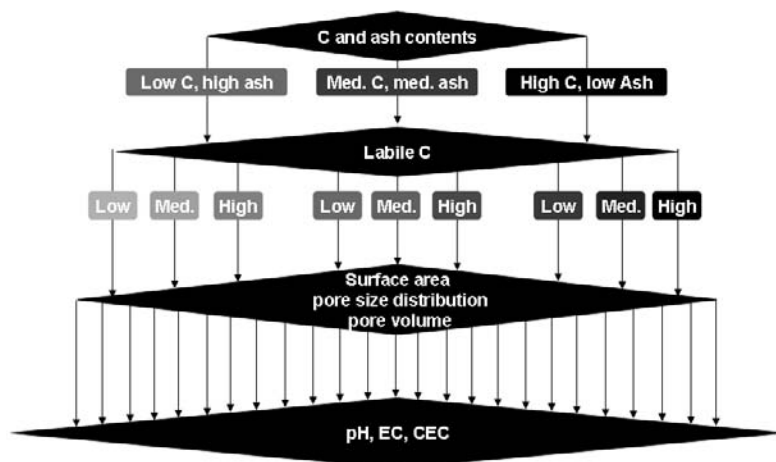 C and ash contents
Low C, high ash
Med. C, med. ash
High C, low Ash
Labile C
Low
Med.
High
Low
Med.
High
Low
Med.
High
Surface area
pore size distribution
pore volume
pH, EC, CEC